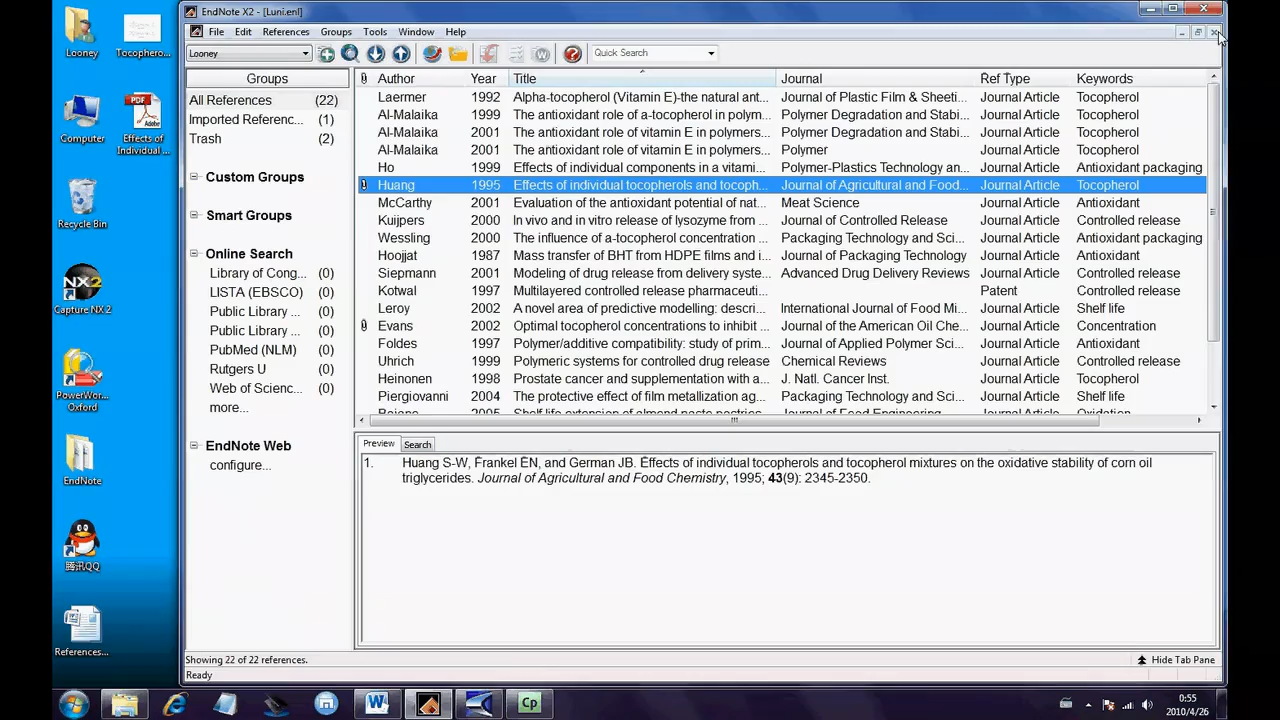 Looney
Tocophero...
Computer
Effects of
Individual ...
Recycle Bin
Capture NX 2
PowerWor...
Oxford
EndNote
腾讯QQ
References...
EndNote X2 - [Luni.enl]
File Edit References Groups Tools Window Help
Looney Quick Search
Groups
All References (22)
Imported Referenc... (1)
Trash (2)
Custom Groups
Smart Groups
Online Search
Library of Cong... (0)
LISTA (EBSCO) (0)
Public Library ... (0)
Public Library ... (0)
PubMed (NLM) (0)
Rutgers U (0)
Web of Scienc... (0)
more...
EndNote Web
configure...
Author Year Title Journal Ref Type Keywords
Laermer 1992 Alpha-tocopherol (Vitamin E)-the natural ant... Journal of Plastic Film & Sheeti... Journal Article Tocopherol
Al-Malaika 1999 The antioxidant role of a-tocopherol in polym... Polymer Degradation and Stabi... Journal Article Tocopherol
Al-Malaika 2001 The antioxidant role of vitamin E in polymers... Polymer Degradation and Stabi... Journal Article Tocopherol
Al-Malaika 2001 The antioxidant role of vitamin E in polymers... Polymer Journal Article Tocopherol
Ho 1999 Effects of individual components in a vitami... Polymer-Plastics Technology an... Journal Article Antioxidant packaging
Huang 1995 Effects of individual tocopherols and tocoph... Journal of Agricultural and Food... Journal Article Tocopherol
McCarthy 2001 Evaluation of the antioxidant potential of nat... Meat Science Journal Article Antioxidant
Kuijpers 2000 In vivo and in vitro release of lysozyme from ... Journal of Controlled Release Journal Article Controlled release
Wessling 2000 The influence of a-tocopherol concentration ... Packaging Technology and Sci... Journal Article Antioxidant packaging
Hoojjat 1987 Mass transfer of BHT from HDPE films and i... Journal of Packaging Technology Journal Article Antioxidant
Siepmann 2001 Modeling of drug release from delivery syste... Advanced Drug Delivery Reviews Journal Article Controlled release
Kotwal 1997 Multilayered controlled release pharmaceuti... Patent Controlled release
Leroy 2002 A novel area of predictive modelling: descri... International Journal of Food Mi... Journal Article Shelf life
Evans 2002 Optimal tocopherol concentrations to inhibit ... Journal of the American Oil Che... Journal Article Concentration
Foldes 1997 Polymer/additive compatibility: study of prim... Journal of Applied Polymer Sci... Journal Article Antioxidant
Uhrich 1999 Polymeric systems for controlled drug release Chemical Reviews Journal Article Controlled release
Heinonen 1998 Prostate cancer and supplementation with a... J. Natl. Cancer Inst. Journal Article Tocopherol
Piergiovanni 2004 The protective effect of film metallization ag... Packaging Technology and Sci... Journal Article Shelf life
2005 Shelf life extension of almond paste pastries... Journal of Food Engineering Journal Article Oxidation
Preview Search
1. Huang S-W, Frankel EN, and German JB. Effects of individual tocopherols and tocopherol mixtures on the oxidative stability of corn oil
triglycerides. Journal of Agricultural and Food Chemistry, 1995; 43(9): 2345-2350.
Showing 22 of 22 references. Hide Tab Pane
Ready
Cp
0:55
2010/4/26